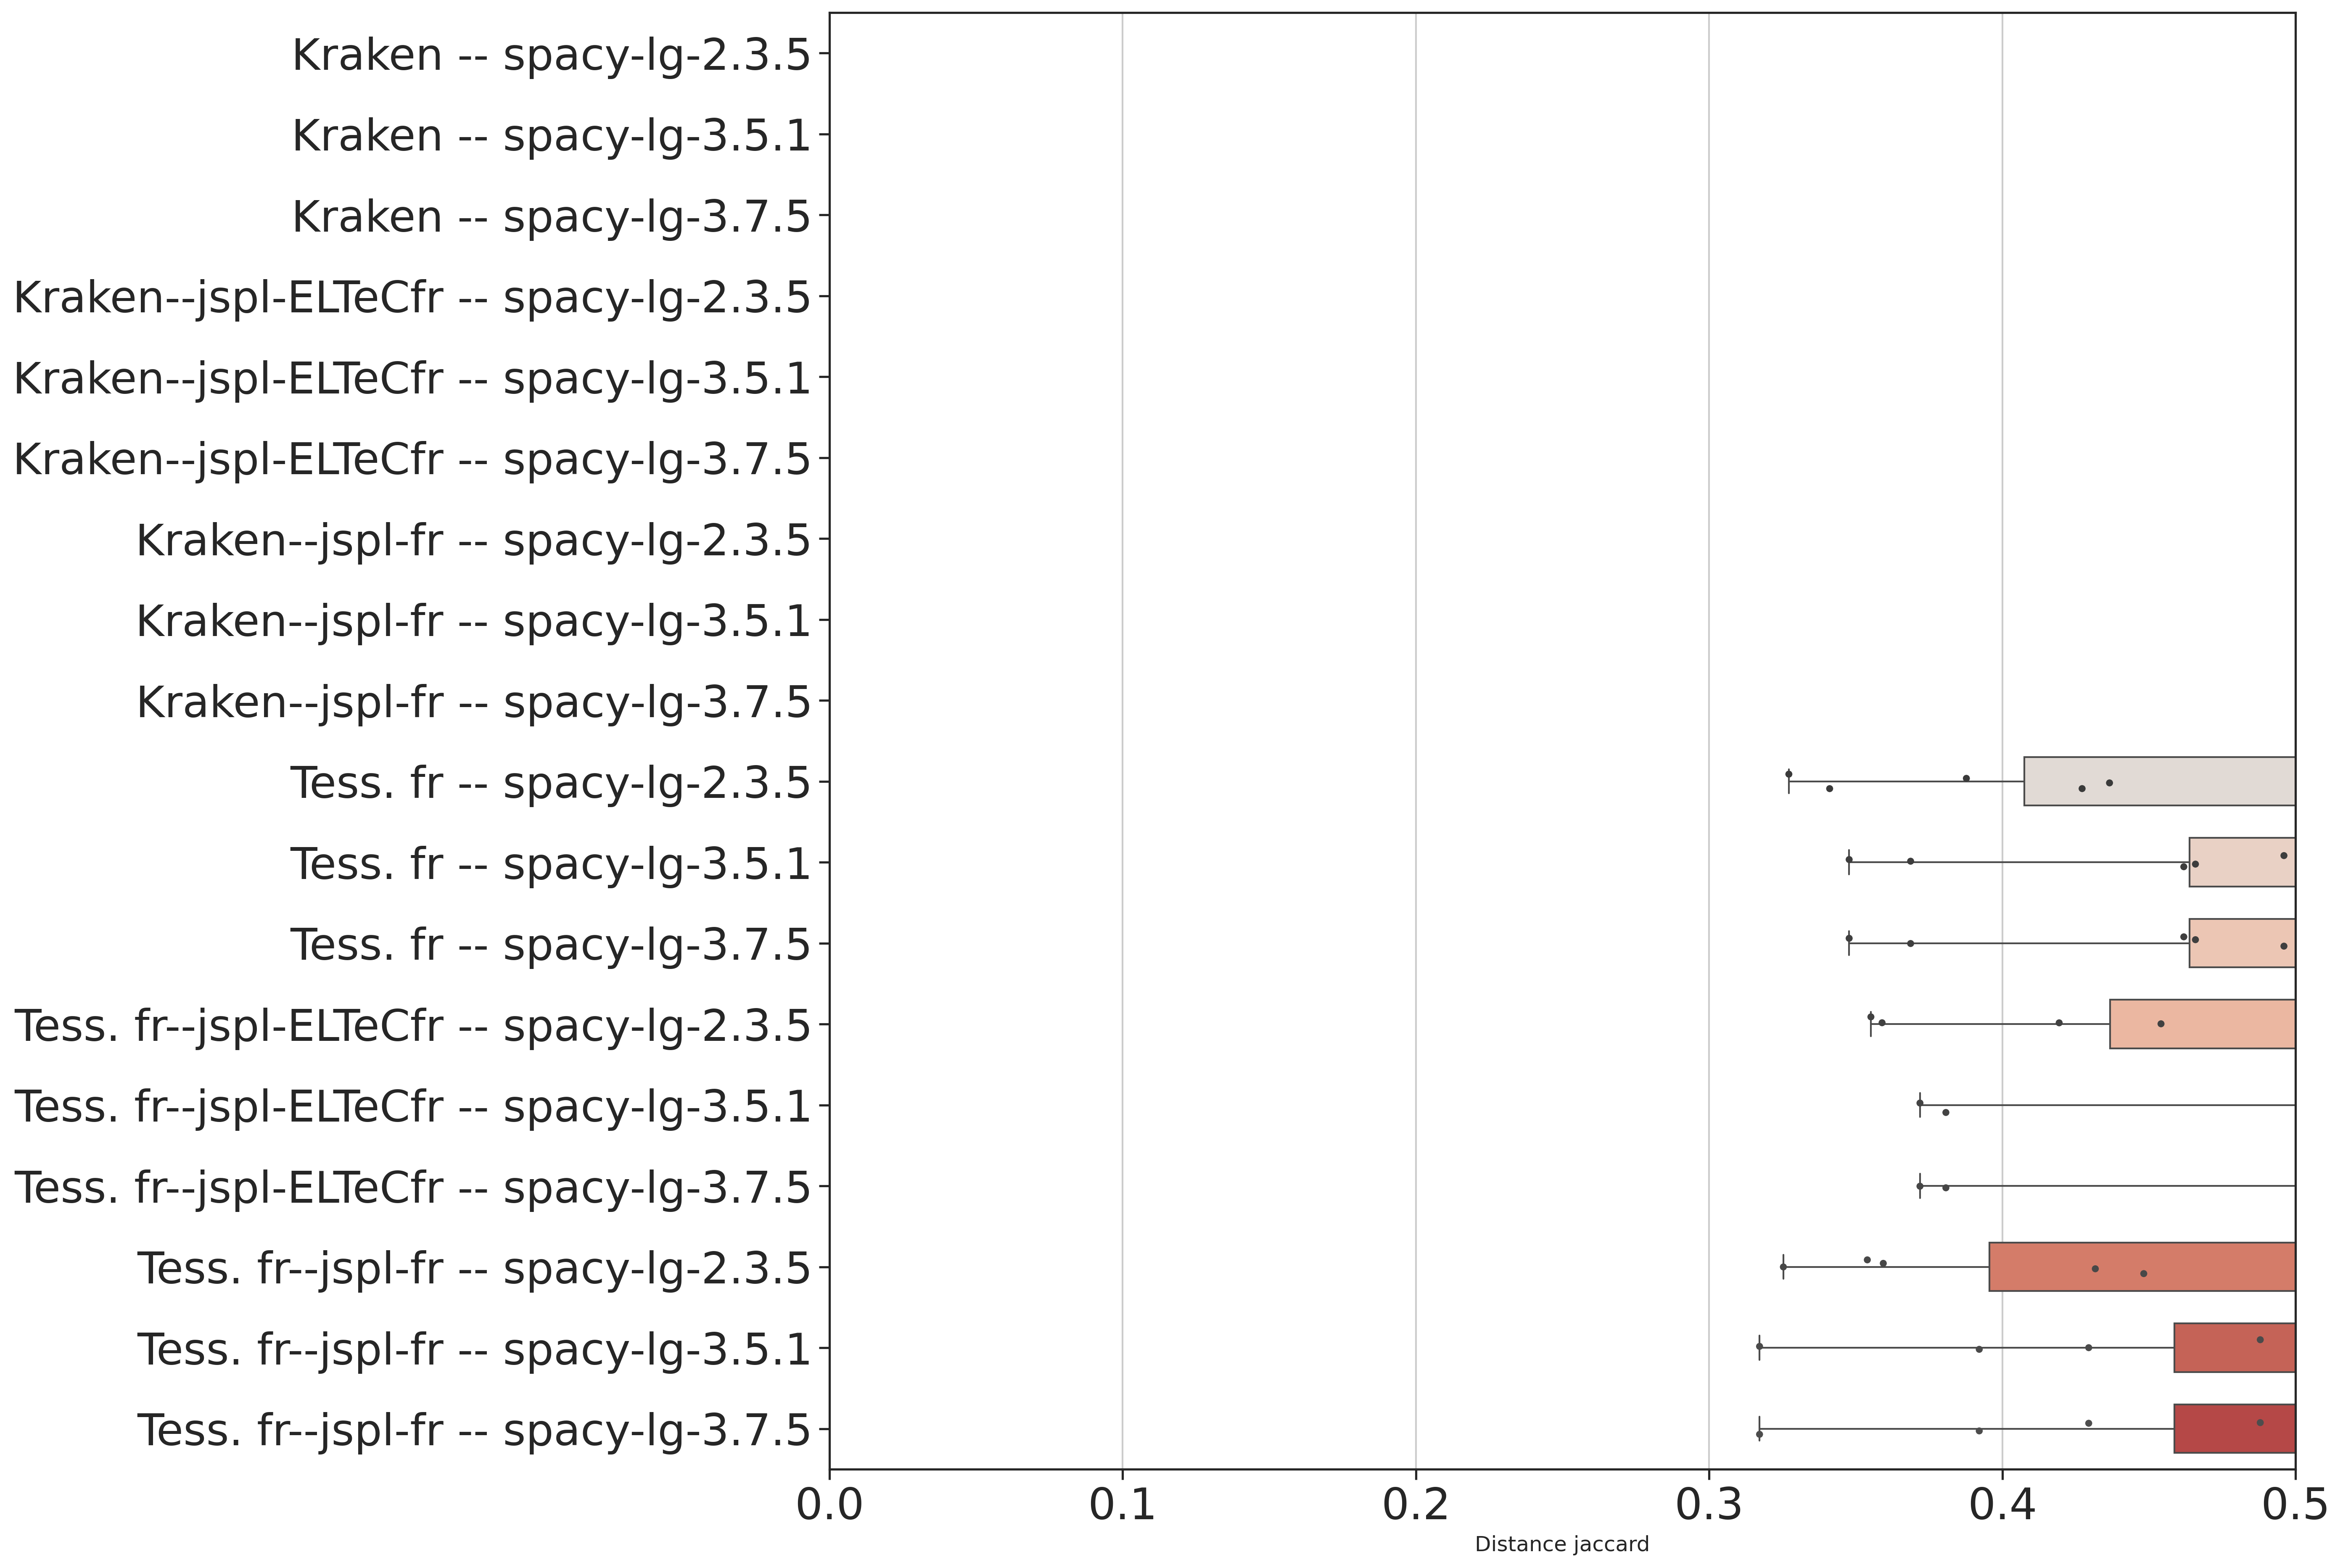 Kraken -- spacy-lg-2.3.5
Kraken -- spacy-lg-3.5.1
Kraken -- spacy-lg-3.7.5
Kraken--jspl-ELTeCfr -- spacy-lg-2.3.5
Kraken--jspl-ELTeCfr -- spacy-lg-3.5.1
Kraken--jspl-ELTeCfr -- spacy-lg-3.7.5
Kraken--jspl-fr -- spacy-lg-2.3.5
Kraken--jspl-fr -- spacy-lg-3.5.1
Kraken--jspl-fr -- spacy-lg-3.7.5
Tess. fr -- spacy-lg-2.3.5
Tess. fr -- spacy-lg-3.5.1
Tess. fr -- spacy-lg-3.7.5
Tess. fr--jspl-ELTeCfr -- spacy-lg-2.3.5
Tess. fr--jspl-ELTeCfr -- spacy-lg-3.5.1
Tess. fr--jspl-ELTeCfr -- spacy-lg-3.7.5
Tess. fr--jspl-fr -- spacy-lg-2.3.5
Tess. fr--jspl-fr -- spacy-lg-3.5.1
Tess. fr--jspl-fr -- spacy-lg-3.7.5
0.0 0.1 0.2 0.3 0.4 0.5
Distance jaccard